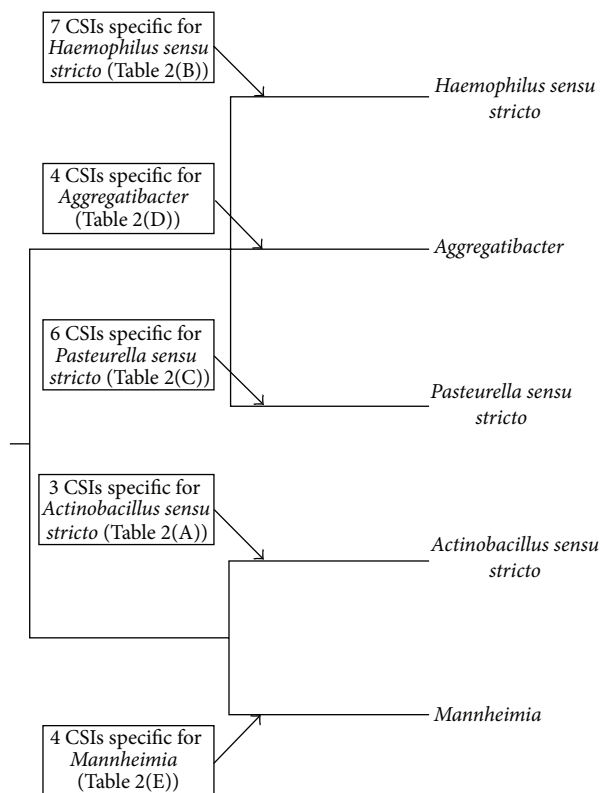 7 CSIs specific for
Haemophilus sensu
stricto (Table 2(B))
Haemophilus sensu
stricto
4 CSIs specific for
Aggregatibacter
(Table 2(D))
Aggregatibacter
6 CSIs specific for
Pasteurella sensu
stricto (Table 2(C))
Pasteurella sensu
stricto
3 CSIs specific for
Actinobacillus sensu
stricto (Table 2(A))
Actinobacillus sensu
stricto
Mannheimia
4 CSIs specific for
Mannheimia
(Table 2(E))